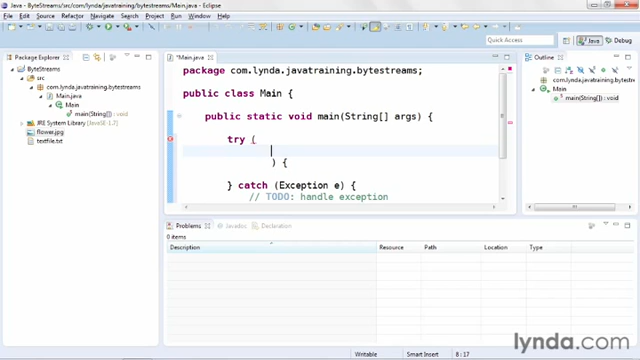 Java - ByteStreams/src/com/lynda/javatraining/bytestreams/Main.java - Eclipse
File Edit Source Refactor Navigate Search Project Run Window Help
Quick Access
Java
Debug
Package Explorer
ByteStreams
src
com.lynda.javatraining.bytestreams
Main.java
Main
main(String[]) : void
JRE System Library [JavaSE-1.7]
flower.jpg
textfile.txt
*Main.java
package com.lynda.javatraining.bytestreams;
public class Main {
public static void main(String[] args) {
try (
) {
} catch (Exception e) {
// TODO: handle exception
Outline
com.lynda.javatraining.bytestreams
Main
main(String[]) : void
Problems Javadoc Declaration
0 items
Description Resource Path Location Type
Writable Smart Insert 8 : 17
lynda.com